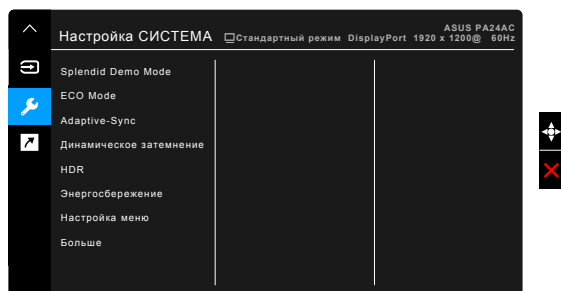 ASUS PA24AC
Настройка СИСТЕМА Стандартный режим DisplayPort 1920 x 1200@ 60Hz
Splendid Demo Mode
ECO Mode
Adaptive-Sync
Динамическое затемнение
HDR
Энергосбережение
Настройка меню
Больше